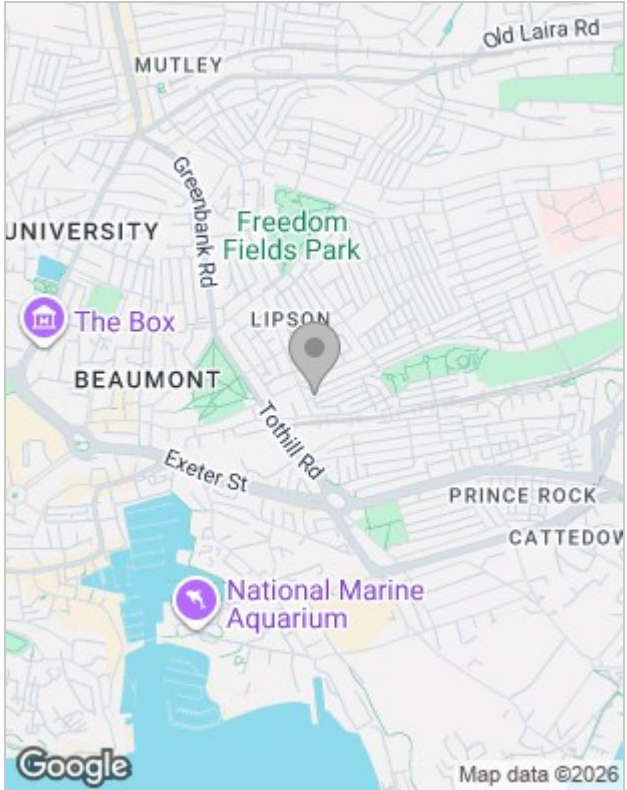 Old Laira Rd
MUTLEY
Greenbank Rd
UNIVERSITY
Freedom
Fields Park
The Box
LIPSON
BEAUMONT
Tothill Rd
Exeter St
PRINCE ROCK
CATTEDOW
National Marine
Aquarium
Google
Map data ©2026